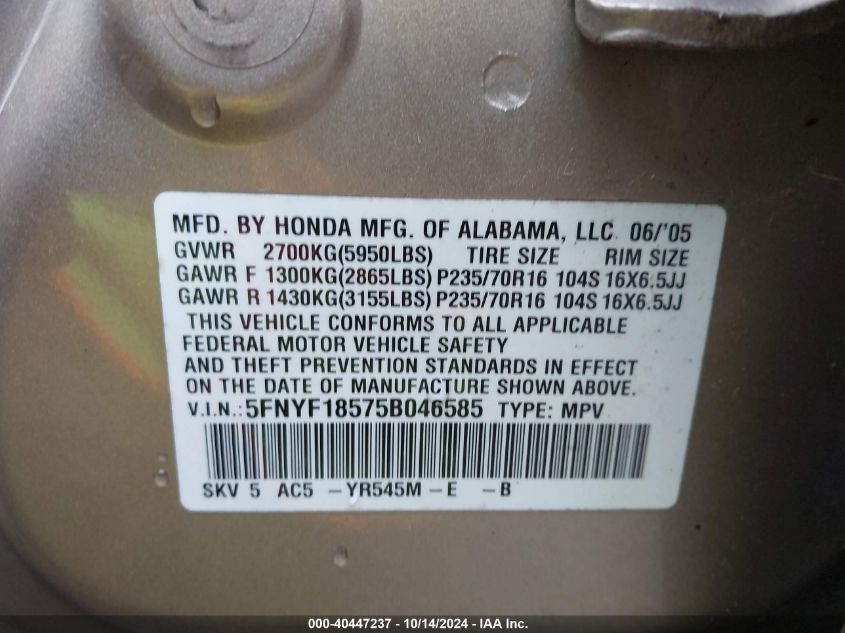 MFD. BY HONDA MFG. OF ALABAMA, LLC 06/'05
GVWR 2700KG(5950LBS) TIRE SIZE RIM SIZE
GAWR F 1300KG(2865LBS) P235/70R16 104S 16X6.5JJ
GAWR R 1430KG(3155LBS) P235/70R16 104S 16X6.5JJ
THIS VEHICLE CONFORMS TO ALL APPLICABLE
FEDERAL MOTOR VEHICLE SAFETY
AND THEFT PREVENTION STANDARDS IN EFFECT
ON THE DATE OF MANUFACTURE SHOWN ABOVE.
V.I.N.: 5FNYF18575B046585 TYPE: MPV
SKV 5 AC5 -YR545M -E -B
000-40447237 - 10/14/2024 - IAA Inc.